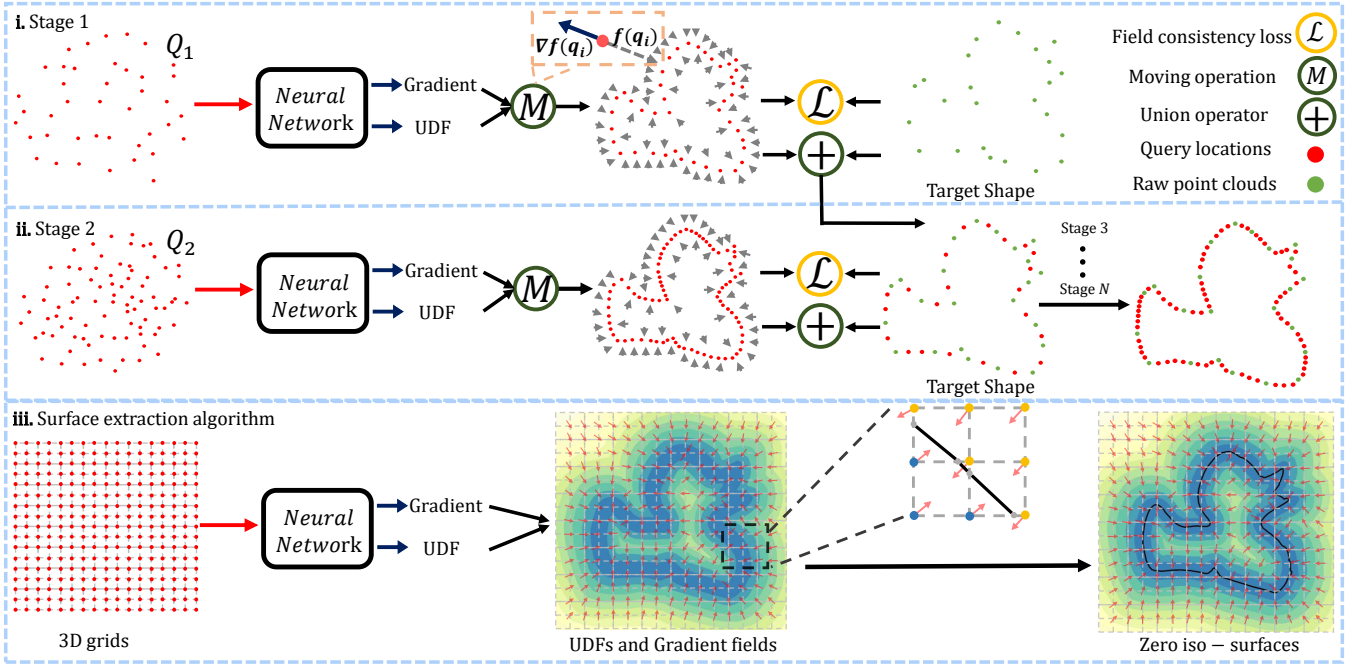 i. Stage 1
Q₁
Neural
Network
Gradient
UDF
M
∇f(qᵢ)
f(qᵢ)
ℒ
+
Target Shape
Field consistency loss ℒ
Moving operation M
Union operator +
Query locations
Raw point clouds
ii. Stage 2
Q₂
Neural
Network
Gradient
UDF
M
ℒ
+
Target Shape
Stage 3
Stage N
iii. Surface extraction algorithm
3D grids
Neural
Network
Gradient
UDF
UDFs and Gradient fields
Zero iso − surfaces